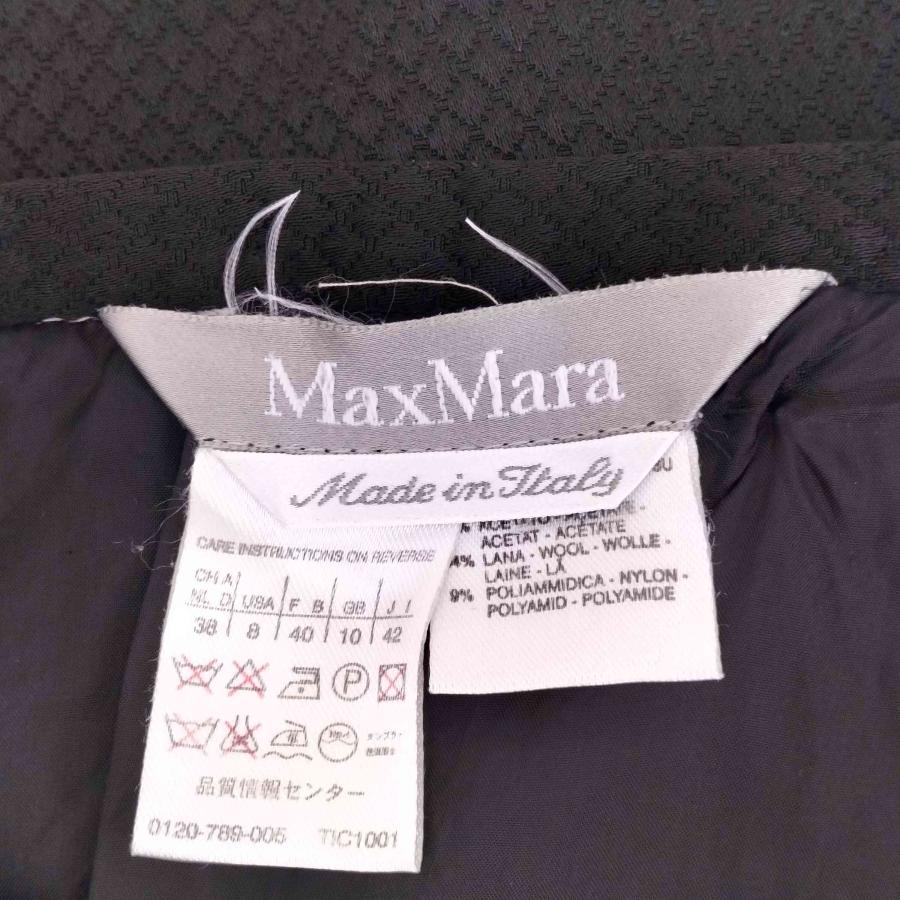 MaxMara
Made in Italy
CARE INSTRUCTIONS ON REVERSE
CH A
NL D USA F B GB J I
38 8 40 10 42
P
品質情報センター
0120-789-005 TIC1001
ACETAT - ACETATE
4% LANA - WOOL - WOLLE -
LAINE - LÃ
9% POLIAMMIDICA - NYLON -
POLYAMID - POLYAMIDE